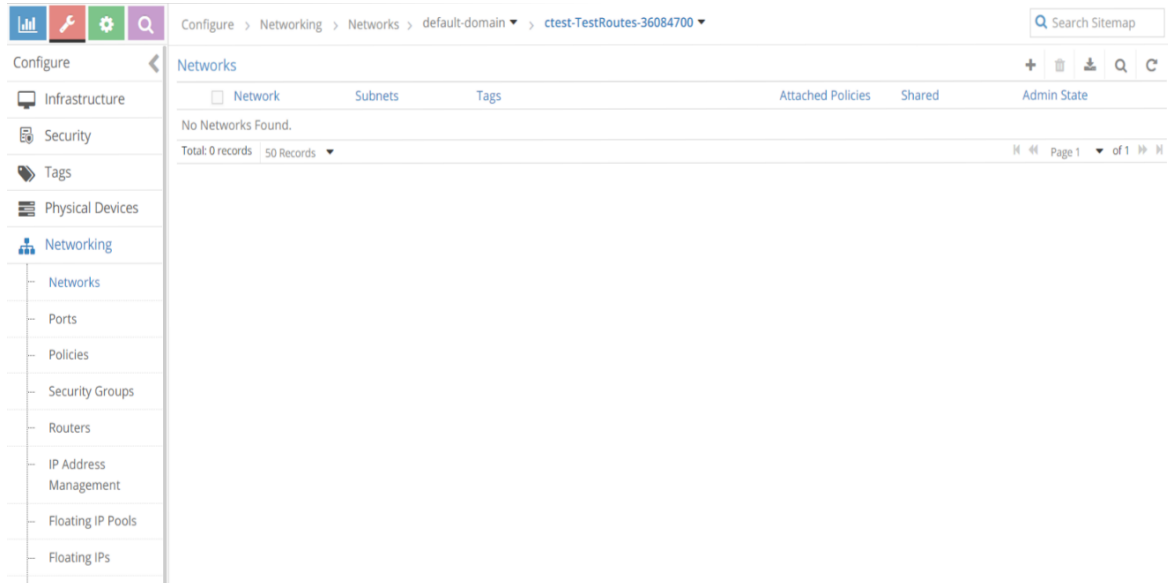 Configure > Networking > Networks > default-domain > ctest-TestRoutes-36084700
Search Sitemap
Configure
Infrastructure
Security
Tags
Physical Devices
Networking
Networks
Ports
Policies
Security Groups
Routers
IP Address
Management
Floating IP Pools
Floating IPs
Networks
Network Subnets Tags Attached Policies Shared Admin State
No Networks Found.
Total: 0 records 50 Records Page 1 of 1